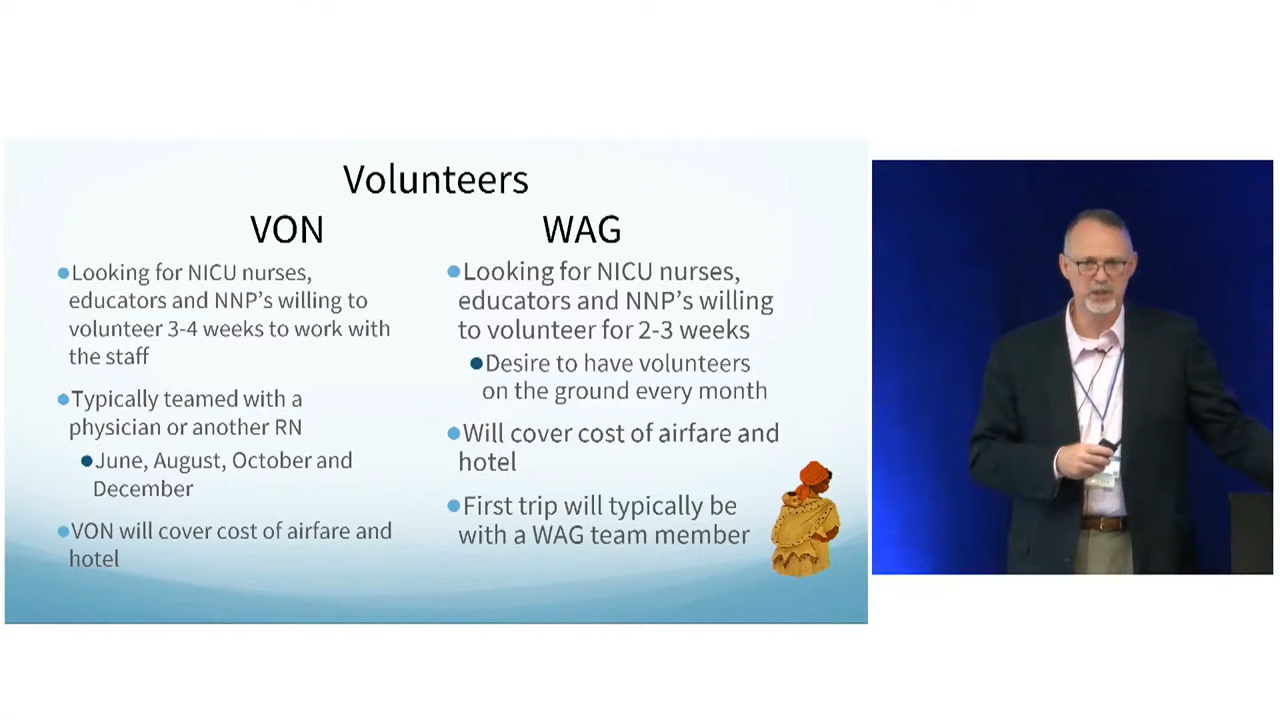 Volunteers
VON
●Looking for NICU nurses,
educators and NNP's willing to
volunteer 3-4 weeks to work with
the staff
●Typically teamed with a
physician or another RN
●June, August, October and
December
●VON will cover cost of airfare and
hotel
WAG
●Looking for NICU nurses,
educators and NNP's willing
to volunteer for 2-3 weeks
●Desire to have volunteers
on the ground every month
●Will cover cost of airfare and
hotel
●First trip will typically be
with a WAG team member